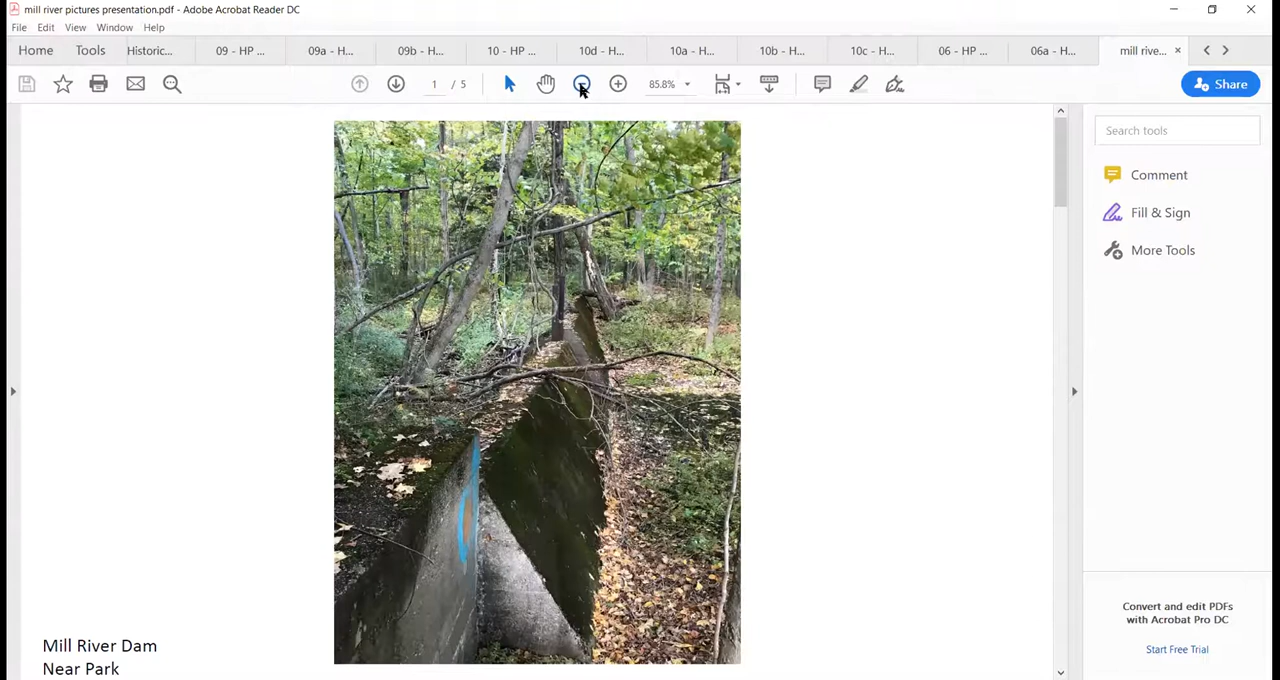 mill river pictures presentation.pdf - Adobe Acrobat Reader DC
File Edit View Window Help
Home Tools Historic... 09 - HP ... 09a - H... 09b - H... 10 - HP ... 10d - H... 10a - H... 10b - H... 10c - H... 06 - HP ... 06a - H... mill rive... ×
1 / 5 85.8% Share
Search tools
Comment
Fill & Sign
More Tools
Convert and edit PDFs
with Acrobat Pro DC
Start Free Trial
Mill River Dam
Near Park